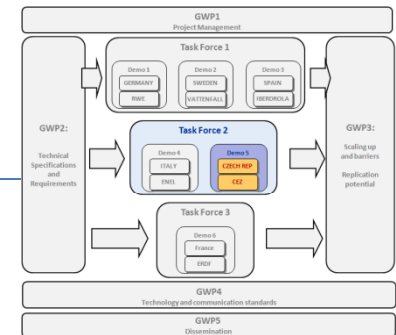 GWP1
Project Management
Task Force 1
Demo 1
GERMANY
RWE
Demo 2
SWEDEN
VATTENFALL
Demo 3
SPAIN
IBERDROLA
GWP2:
Technical
Specifications
and
Requirements
Task Force 2
Demo 4
ITALY
ENEL
Demo 5
CZECH REP
CEZ
GWP3:
Scaling up
and barriers
Replication
potential
Task Force 3
Demo 6
France
ERDF
GWP4
Technology and communication standards
GWP5
Dissemination